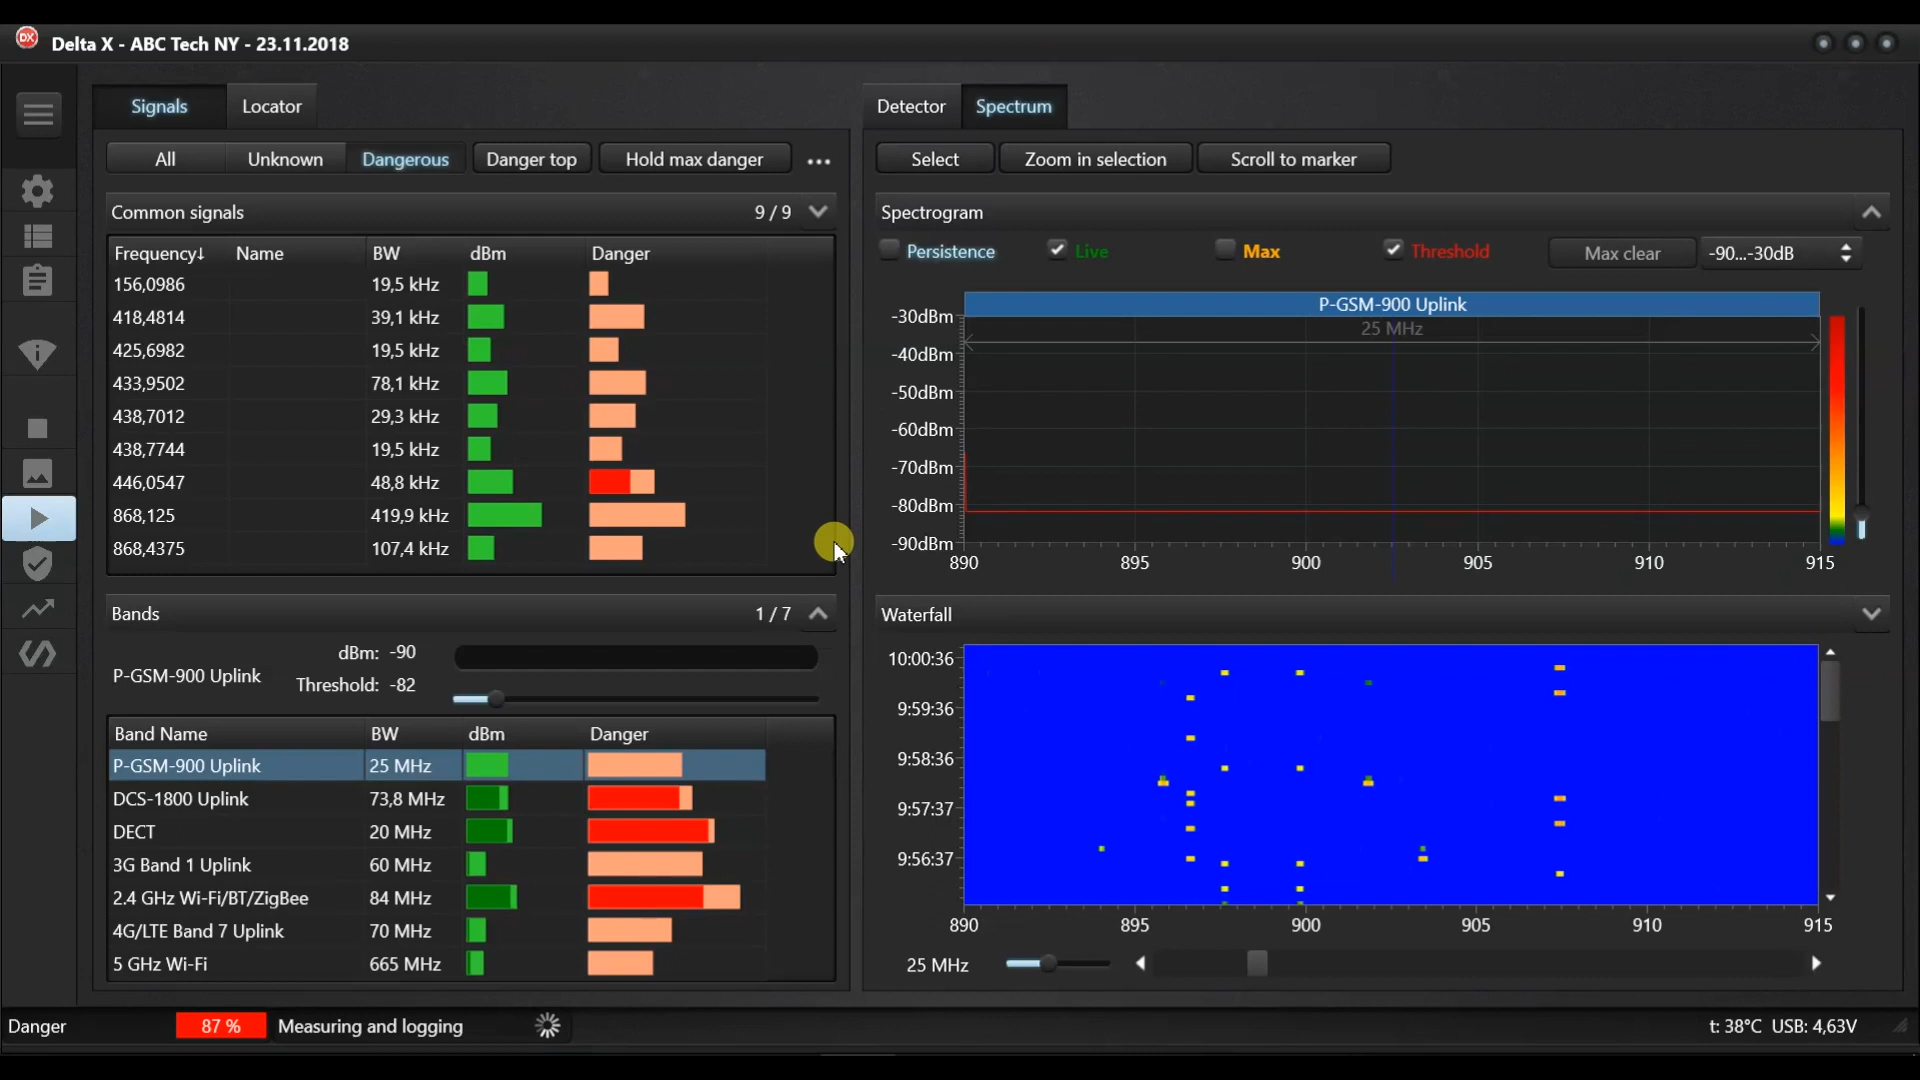 DX Delta X - ABC Tech NY - 23.11.2018
Signals Locator
All Unknown Dangerous Danger top Hold max danger ...
Common signals 9 / 9
Frequency↓ Name BW dBm Danger
156,0986 19,5 kHz
418,4814 39,1 kHz
425,6982 19,5 kHz
433,9502 78,1 kHz
438,7012 29,3 kHz
438,7744 19,5 kHz
446,0547 48,8 kHz
868,125 419,9 kHz
868,4375 107,4 kHz
Bands 1 / 7
P-GSM-900 Uplink
dBm: -90
Threshold: -82
Band Name BW dBm Danger
P-GSM-900 Uplink 25 MHz
DCS-1800 Uplink 73,8 MHz
DECT 20 MHz
3G Band 1 Uplink 60 MHz
2.4 GHz Wi-Fi/BT/ZigBee 84 MHz
4G/LTE Band 7 Uplink 70 MHz
5 GHz Wi-Fi 665 MHz
Detector Spectrum
Select Zoom in selection Scroll to marker
Spectrogram
Persistence Live Max Threshold Max clear -90...-30dB
P-GSM-900 Uplink
25 MHz
-30dBm
-40dBm
-50dBm
-60dBm
-70dBm
-80dBm
-90dBm
890 895 900 905 910 915
Waterfall
10:00:36
9:59:36
9:58:36
9:57:37
9:56:37
890 895 900 905 910 915
25 MHz
Danger 87 % Measuring and logging t: 38°C USB: 4,63V